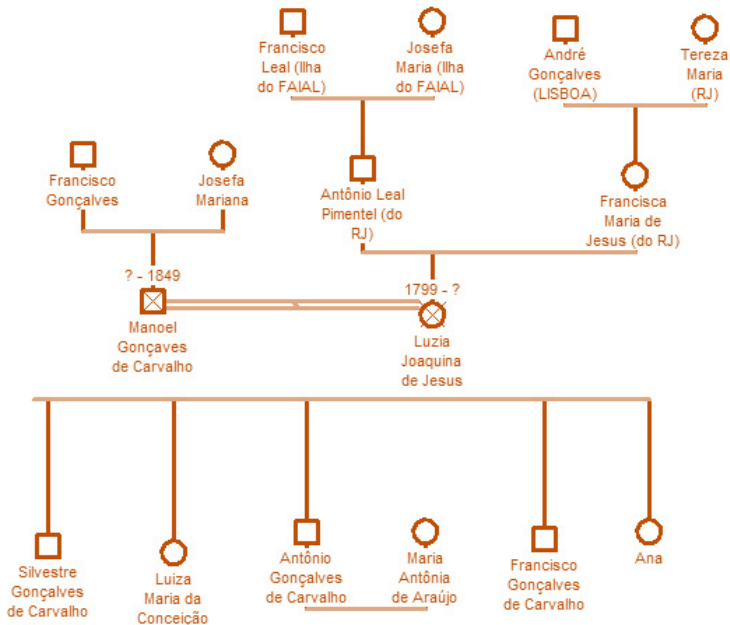 Francisco
Leal (Ilha
do FAIAL)
Josefa
Maria (Ilha
do FAIAL)
André
Gonçalves
(LISBOA)
Tereza
Maria
(RJ)
Francisco
Gonçalves
Josefa
Mariana
Antônio Leal
Pimentel (do
RJ)
Francisca
Maria de
Jesus (do RJ)
? - 1849
Manoel
Gonçaves
de Carvalho
1799 - ?
Luzia
Joaquina
de Jesus
Silvestre
Gonçalves
de Carvalho
Luiza
Maria da
Conceição
Antônio
Gonçalves
de Carvalho
Maria
Antônia
de Araújo
Francisco
Gonçalves
de Carvalho
Ana